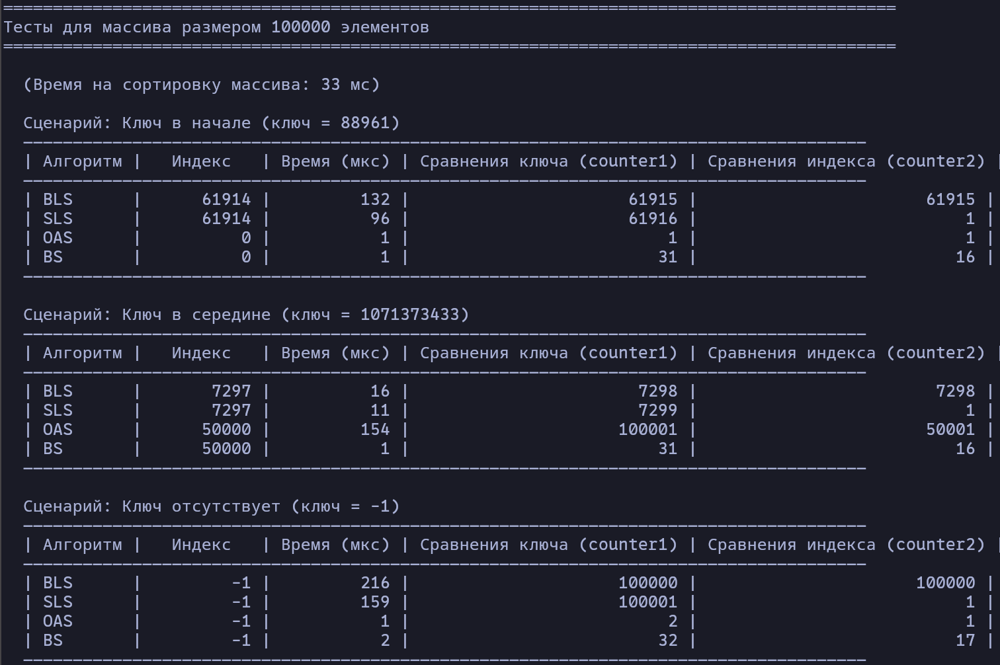 ==========================================================================================
Тесты для массива размером 100000 элементов
==========================================================================================
(Время на сортировку массива: 33 мс)
Сценарий: Ключ в начале (ключ = 88961)
-------------------------------------------------------------------------------------
| Алгоритм |   Индекс   | Время (мкс) | Сравнения ключа (counter1) | Сравнения индекса (counter2) |
-------------------------------------------------------------------------------------
| BLS      |      61914 |         132 |                      61915 |                        61915 |
| SLS      |      61914 |          96 |                      61916 |                            1 |
| OAS      |          0 |           1 |                          1 |                            1 |
| BS       |          0 |           1 |                         31 |                           16 |
-------------------------------------------------------------------------------------
Сценарий: Ключ в середине (ключ = 1071373433)
-------------------------------------------------------------------------------------
| Алгоритм |   Индекс   | Время (мкс) | Сравнения ключа (counter1) | Сравнения индекса (counter2) |
-------------------------------------------------------------------------------------
| BLS      |       7297 |          16 |                       7298 |                         7298 |
| SLS      |       7297 |          11 |                       7299 |                            1 |
| OAS      |      50000 |         154 |                     100001 |                        50001 |
| BS       |      50000 |           1 |                         31 |                           16 |
-------------------------------------------------------------------------------------
Сценарий: Ключ отсутствует (ключ = -1)
-------------------------------------------------------------------------------------
| Алгоритм |   Индекс   | Время (мкс) | Сравнения ключа (counter1) | Сравнения индекса (counter2) |
-------------------------------------------------------------------------------------
| BLS      |         -1 |         216 |                     100000 |                       100000 |
| SLS      |         -1 |         159 |                     100001 |                            1 |
| OAS      |         -1 |           1 |                          2 |                            1 |
| BS       |         -1 |           2 |                         32 |                           17 |
-------------------------------------------------------------------------------------